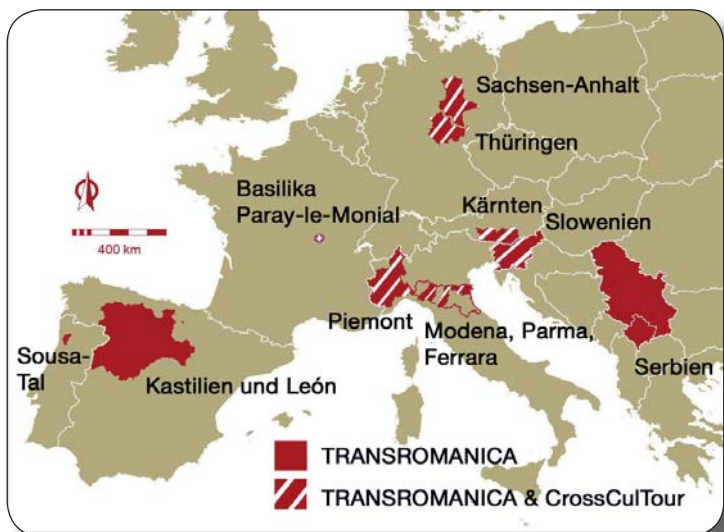 Sachsen-Anhalt
Thüringen
Basilika
Paray-le-Monial
Kärnten
Slowenien
400 km
Piemont
Modena, Parma,
Ferrara
Sousa-
Tal
Kastilien und León
Serbien
TRANSROMANICA
TRANSROMANICA & CrossCulTour